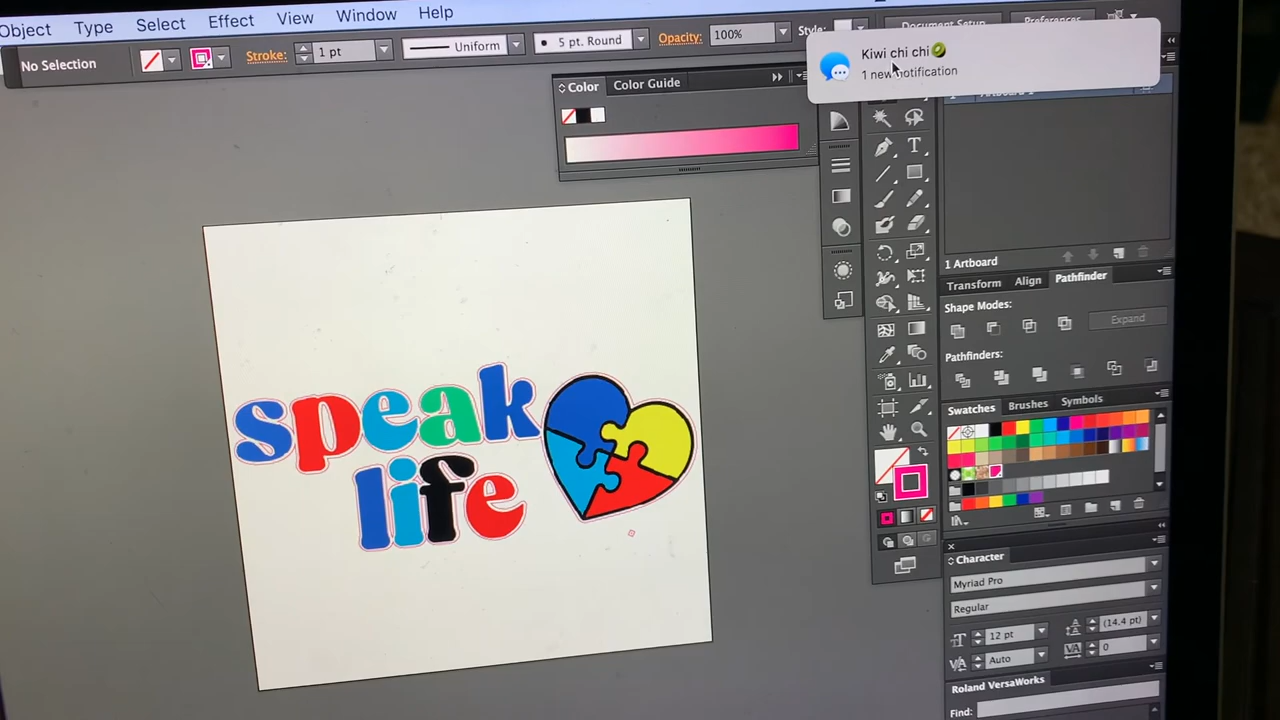 Object Type Select Effect View Window Help
No Selection Stroke: 1 pt Uniform 5 pt. Round Opacity: 100% Style: Document Setup Preferences
Kiwi chi chi🥝
1 new notification
Color Color Guide
1 Artboard
Transform Align Pathfinder
Shape Modes:
Expand
Pathfinders:
Swatches Brushes Symbols
speak
life
Character
Myriad Pro
Regular
12 pt (14.4 pt)
Auto 0
Roland VersaWorks
Find: